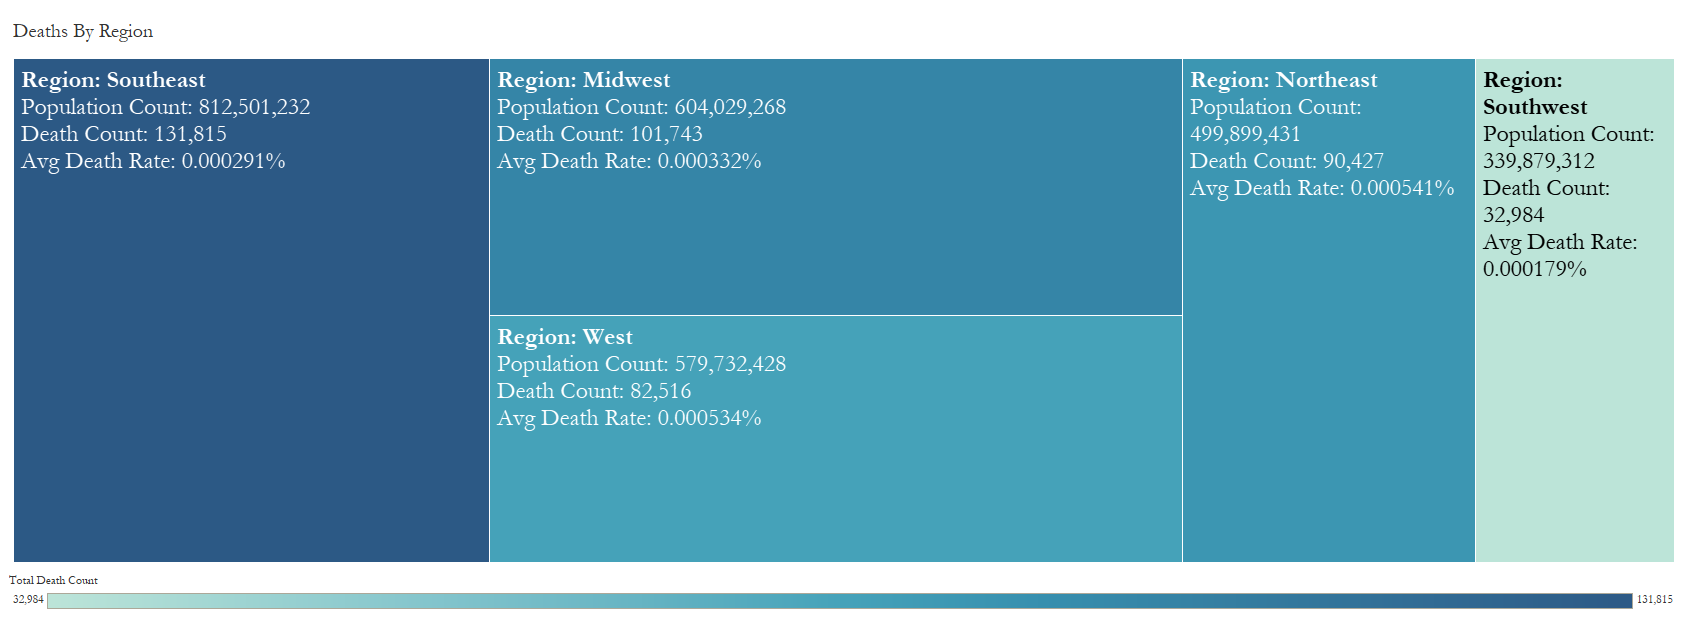 Deaths By Region
Region: Southeast
Population Count: 812,501,232
Death Count: 131,815
Avg Death Rate: 0.000291%
Region: Midwest
Population Count: 604,029,268
Death Count: 101,743
Avg Death Rate: 0.000332%
Region: West
Population Count: 579,732,428
Death Count: 82,516
Avg Death Rate: 0.000534%
Region: Northeast
Population Count:
499,899,431
Death Count: 90,427
Avg Death Rate: 0.000541%
Region:
Southwest
Population Count:
339,879,312
Death Count:
32,984
Avg Death Rate:
0.000179%
Total Death Count
32,984
131,815